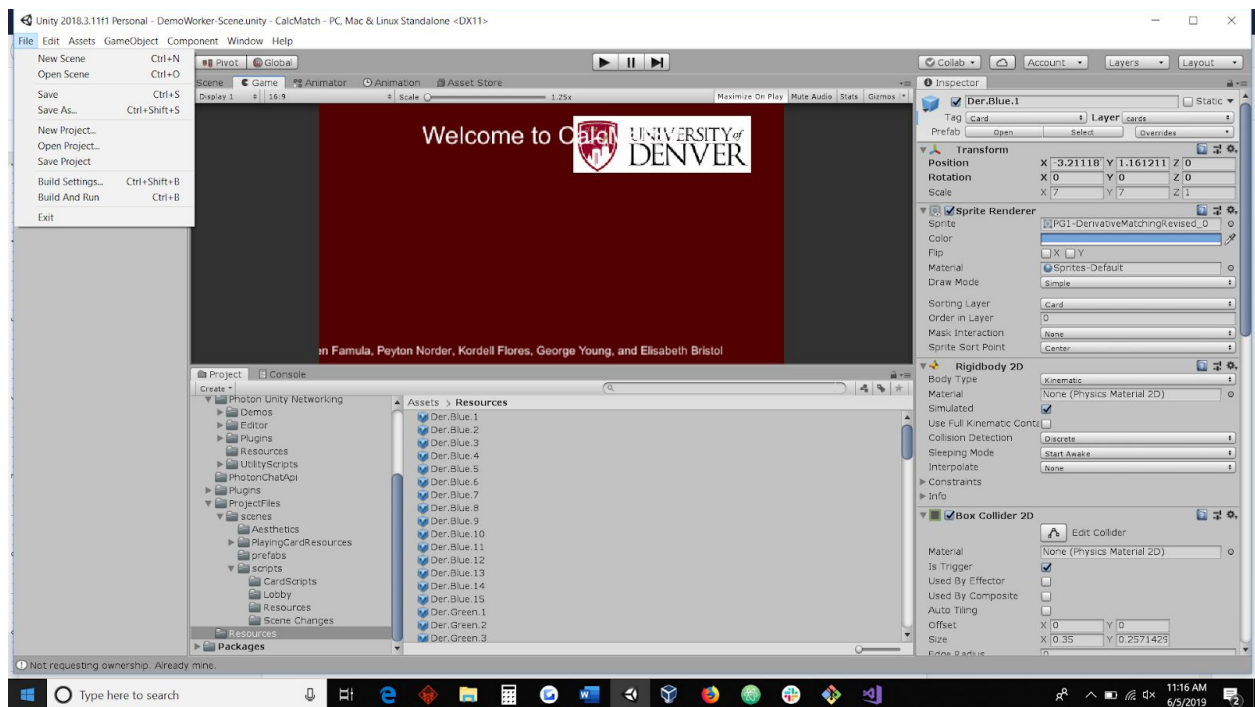 Unity 2018.3.11f1 Personal - DemoWorker-Scene.unity - CalcMatch - PC, Mac & Linux Standalone <DX11>
File Edit Assets GameObject Component Window Help
New Scene Ctrl+N
Open Scene Ctrl+O
Save Ctrl+S
Save As... Ctrl+Shift+S
New Project...
Open Project...
Save Project
Build Settings... Ctrl+Shift+B
Build And Run Ctrl+B
Exit
Pivot Global
Collab Account Layers Layout
Scene Game Animator Animation Asset Store
Display 1 16:9 Scale 1.25x Maximize On Play Mute Audio Stats Gizmos
Welcome to
UNIVERSITY of
DENVER
Famula, Peyton Norder, Kordell Flores, George Young, and Elisabeth Bristol
Project Console
Create
Photon Unity Networking
Demos
Editor
Plugins
Resources
UtilityScripts
PhotonChatApi
Plugins
ProjectFiles
scenes
Aesthetics
PlayingCardResources
prefabs
scripts
CardScripts
Lobby
Resources
Scene Changes
Resources
Packages
Assets > Resources
Der.Blue.1
Der.Blue.2
Der.Blue.3
Der.Blue.4
Der.Blue.5
Der.Blue.6
Der.Blue.7
Der.Blue.8
Der.Blue.9
Der.Blue.10
Der.Blue.11
Der.Blue.12
Der.Blue.13
Der.Blue.14
Der.Blue.15
Der.Green.1
Der.Green.2
Der.Green.3
Inspector
Der.Blue.1 Static
Tag Card Layer cards
Prefab Open Select Overrides
Transform
Position X -3.21118 Y 1.161211 Z 0
Rotation X 0 Y 0 Z 0
Scale X 7 Y 7 Z 1
Sprite Renderer
Sprite PG1-DerivativeMatchingRevised_0
Color
Flip X Y
Material Sprites-Default
Draw Mode Simple
Sorting Layer Card
Order in Layer 0
Mask Interaction None
Sprite Sort Point Center
Rigidbody 2D
Body Type Kinematic
Material None (Physics Material 2D)
Simulated
Use Full Kinematic Conta
Collision Detection Discrete
Sleeping Mode Start Awake
Interpolate None
Constraints
Info
Box Collider 2D
Edit Collider
Material None (Physics Material 2D)
Is Trigger
Used By Effector
Used By Composite
Auto Tiling
Offset X 0 Y 0
Size X 0.35 Y 0.2571429
Edge Radius 0
Not requesting ownership. Already mine.
Type here to search
11:16 AM
6/5/2019
2